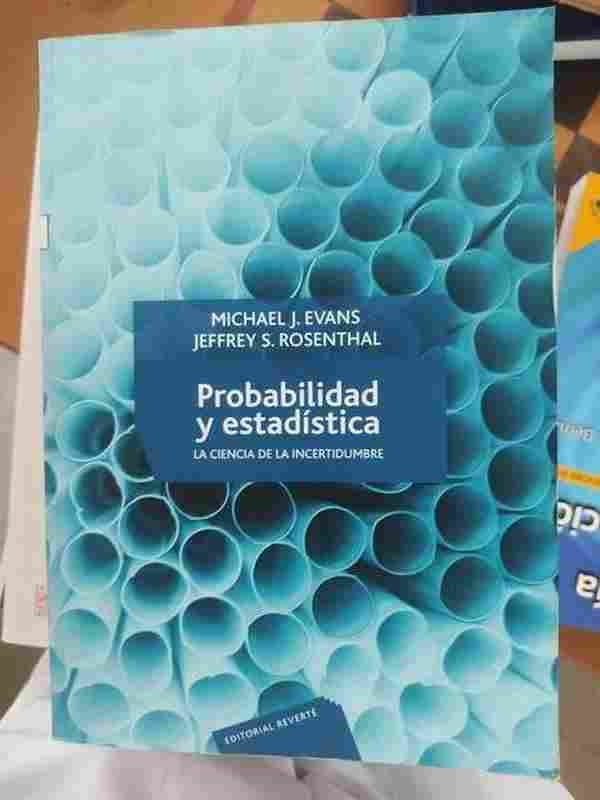 MICHAEL J. EVANS
JEFFREY S. ROSENTHAL
Probabilidad
y estadística
LA CIENCIA DE LA INCERTIDUMBRE
EDITORIAL REVERTÉ